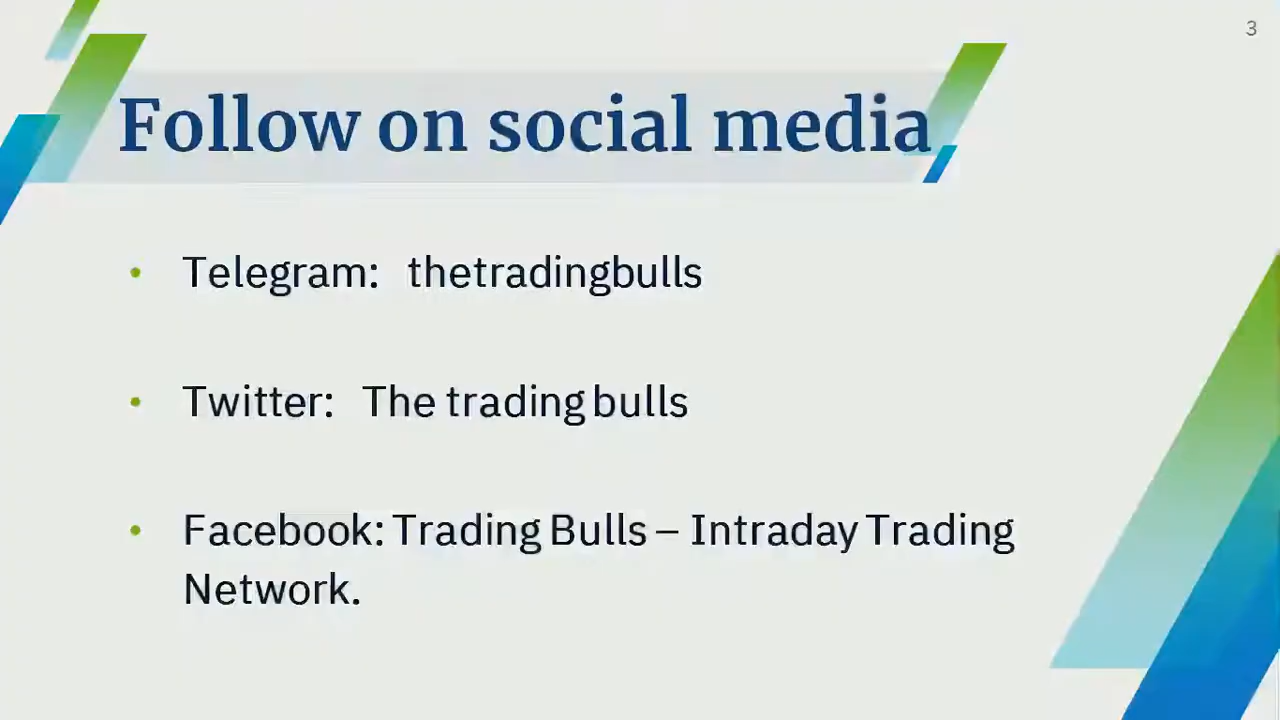 3
Follow on social media
• Telegram: thetradingbulls
• Twitter: The trading bulls
• Facebook: Trading Bulls – Intraday Trading
Network.